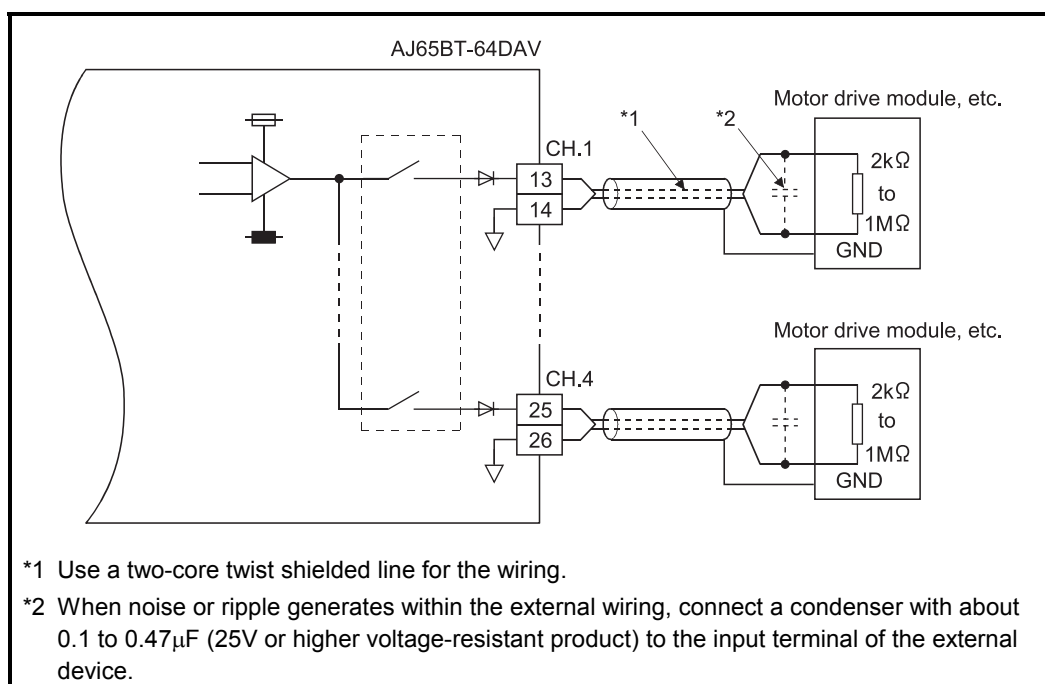 AJ65BT-64DAV
Motor drive module, etc.
*1
*2
CH.1
13
14
2kΩ
to
1MΩ
GND
Motor drive module, etc.
CH.4
25
26
2kΩ
to
1MΩ
GND
*1 Use a two-core twist shielded line for the wiring.
*2 When noise or ripple generates within the external wiring, connect a condenser with about
0.1 to 0.47μF (25V or higher voltage-resistant product) to the input terminal of the external
device.